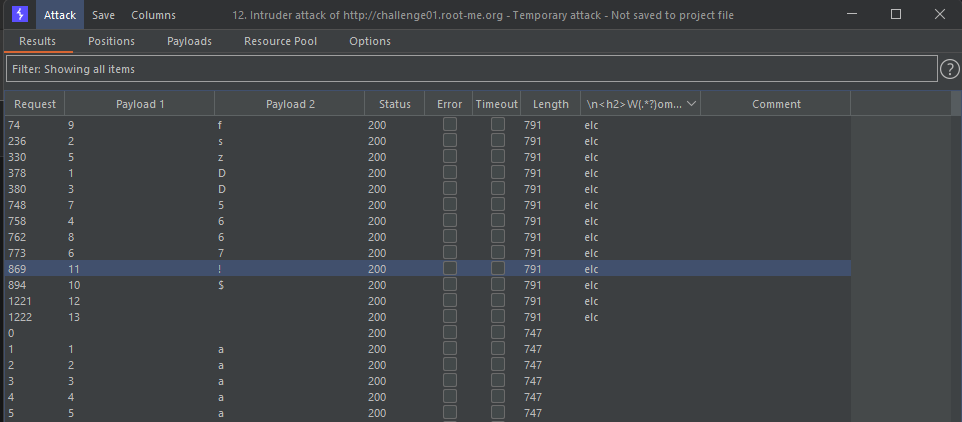 Attack Save Columns 12. Intruder attack of http://challenge01.root-me.org - Temporary attack - Not saved to project file
Results Positions Payloads Resource Pool Options
Filter: Showing all items
?
Request Payload 1 Payload 2 Status Error Timeout Length \n<h2>W(.*?)om... Comment
74 9 f 200 791 elc
236 2 s 200 791 elc
330 5 z 200 791 elc
378 1 D 200 791 elc
380 3 D 200 791 elc
748 7 5 200 791 elc
758 4 6 200 791 elc
762 8 6 200 791 elc
773 6 7 200 791 elc
869 11 ! 200 791 elc
894 10 $ 200 791 elc
1221 12 200 791 elc
1222 13 200 791 elc
0 200 747
1 1 a 200 747
2 2 a 200 747
3 3 a 200 747
4 4 a 200 747
5 5 a 200 747